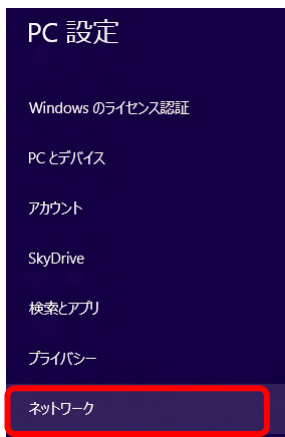 PC 設定
Windows のライセンス認証
PC とデバイス
アカウント
SkyDrive
検索とアプリ
プライバシー
ネットワーク